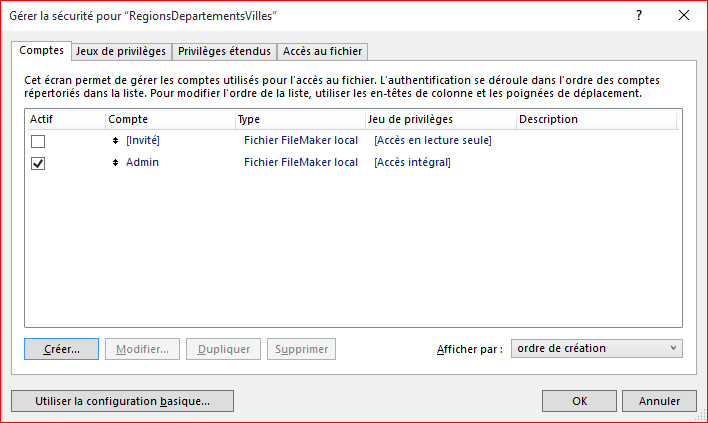 Gérer la sécurité pour “RegionsDepartementsVilles”
?
Comptes Jeux de privilèges Privilèges étendus Accès au fichier
Cet écran permet de gérer les comptes utilisés pour l'accès au fichier. L'authentification se déroule dans l'ordre des comptes
répertoriés dans la liste. Pour modifier l'ordre de la liste, utiliser les en-têtes de colonne et les poignées de déplacement.
Actif Compte Type Jeu de privilèges Description
[Invité] Fichier FileMaker local [Accès en lecture seule]
Admin Fichier FileMaker local [Accès intégral]
Créer... Modifier... Dupliquer Supprimer Afficher par : ordre de création
Utiliser la configuration basique... OK Annuler